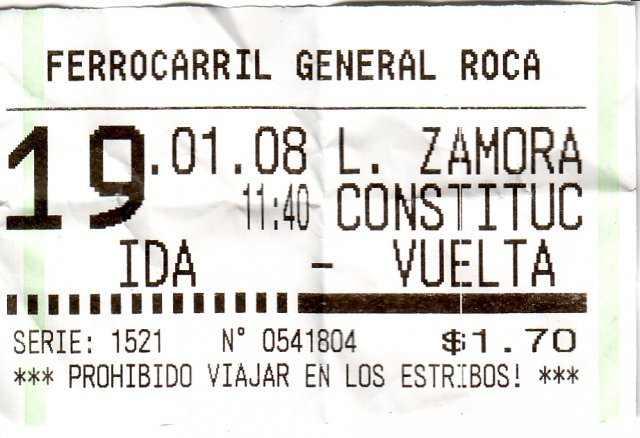 FERROCARRIL GENERAL ROCA
19.01.08 L. ZAMORA
11:40 CONSTITUC
IDA - VUELTA
SERIE: 1521 N° 0541804 $1.70
*** PROHIBIDO VIAJAR EN LOS ESTRIBOS! ***